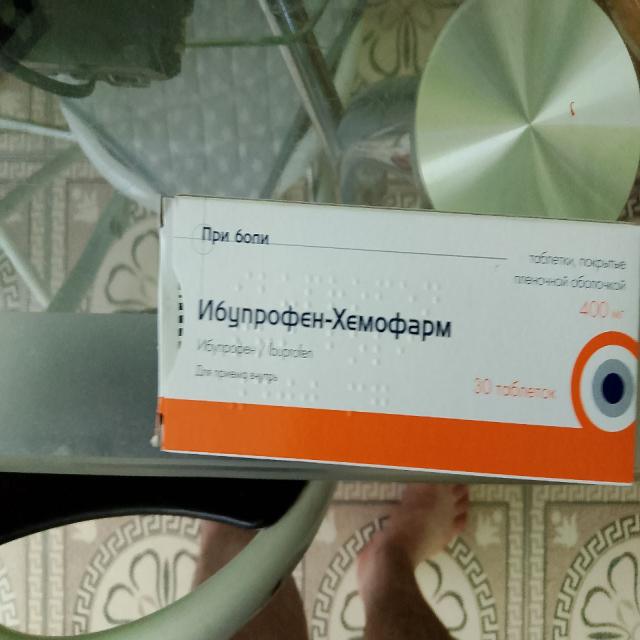 При боли
таблетки, покрытые
пленочной оболочкой
400 мг
Ибупрофен-Хемофарм
Ибупрофен / Ibuprofen
Для приема внутрь
30 таблеток